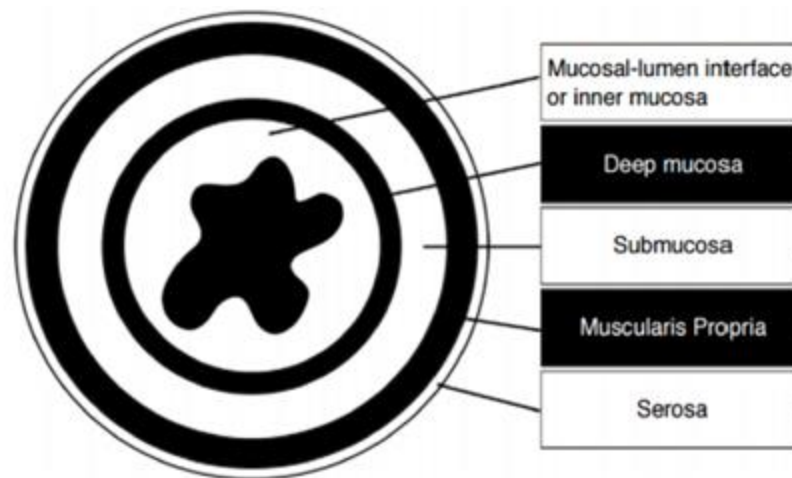 Mucosal-lumen interface
or inner mucosa
Deep mucosa
Submucosa
Muscularis Propria
Serosa